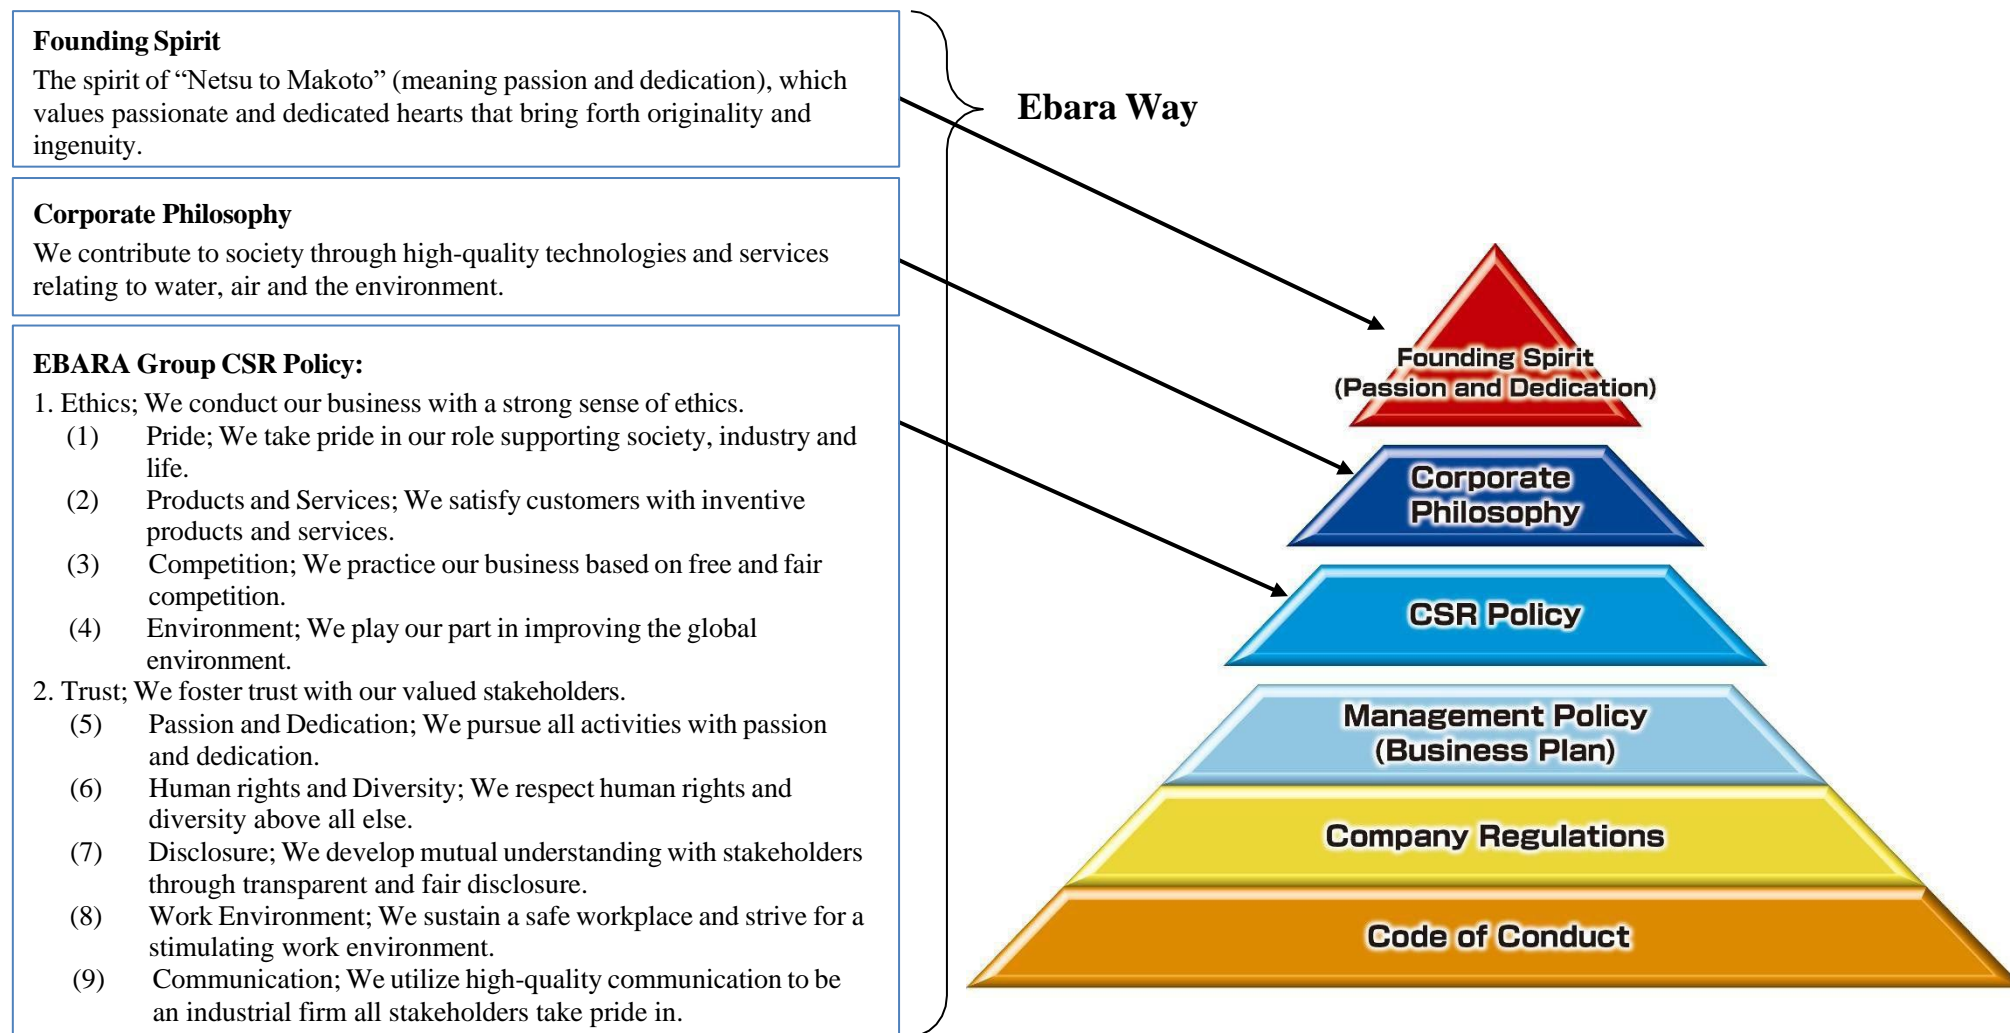 Founding Spirit
The spirit of “Netsu to Makoto” (meaning passion and dedication), which
values passionate and dedicated hearts that bring forth originality and
ingenuity.
Corporate Philosophy
We contribute to society through high-quality technologies and services
relating to water, air and the environment.
EBARA Group CSR Policy:
1. Ethics; We conduct our business with a strong sense of ethics.
(1) Pride; We take pride in our role supporting society, industry and
life.
(2) Products and Services; We satisfy customers with inventive
products and services.
(3) Competition; We practice our business based on free and fair
competition.
(4) Environment; We play our part in improving the global
environment.
2. Trust; We foster trust with our valued stakeholders.
(5) Passion and Dedication; We pursue all activities with passion
and dedication.
(6) Human rights and Diversity; We respect human rights and
diversity above all else.
(7) Disclosure; We develop mutual understanding with stakeholders
through transparent and fair disclosure.
(8) Work Environment; We sustain a safe workplace and strive for a
stimulating work environment.
(9) Communication; We utilize high-quality communication to be
an industrial firm all stakeholders take pride in.
Ebara Way
Founding Spirit
(Passion and Dedication)
Corporate
Philosophy
CSR Policy
Management Policy
(Business Plan)
Company Regulations
Code of Conduct